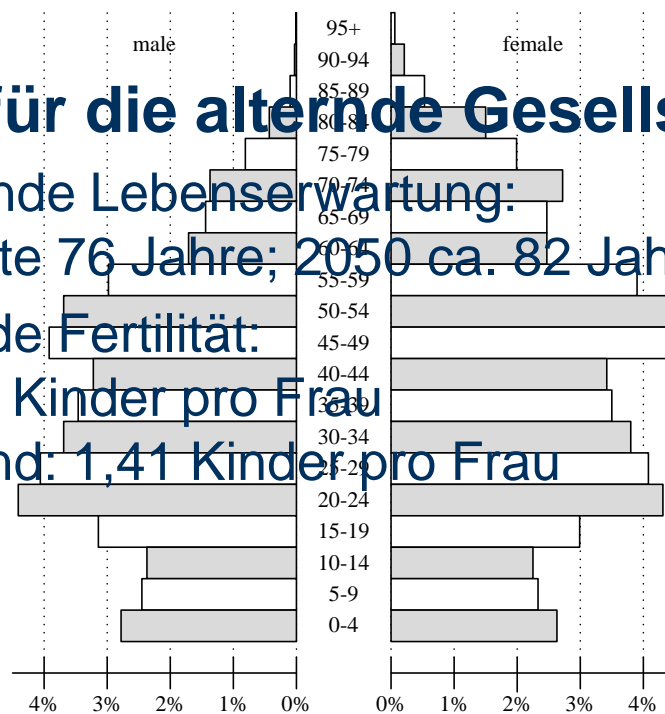 95+
male female
90-94
85-89
für die alternde Gesells
80-84
75-79
70-74
nde Lebenserwartung:
65-69
60-64
te 76 Jahre; 2050 ca. 82 Jah
55-59
50-54
de Fertilität:
45-49
40-44
Kinder pro Frau
35-39
30-34
25-29
nd: 1,41 Kinder pro Frau
20-24
15-19
10-14
5-9
0-4
4% 3% 2% 1% 0% 0% 1% 2% 3% 4%